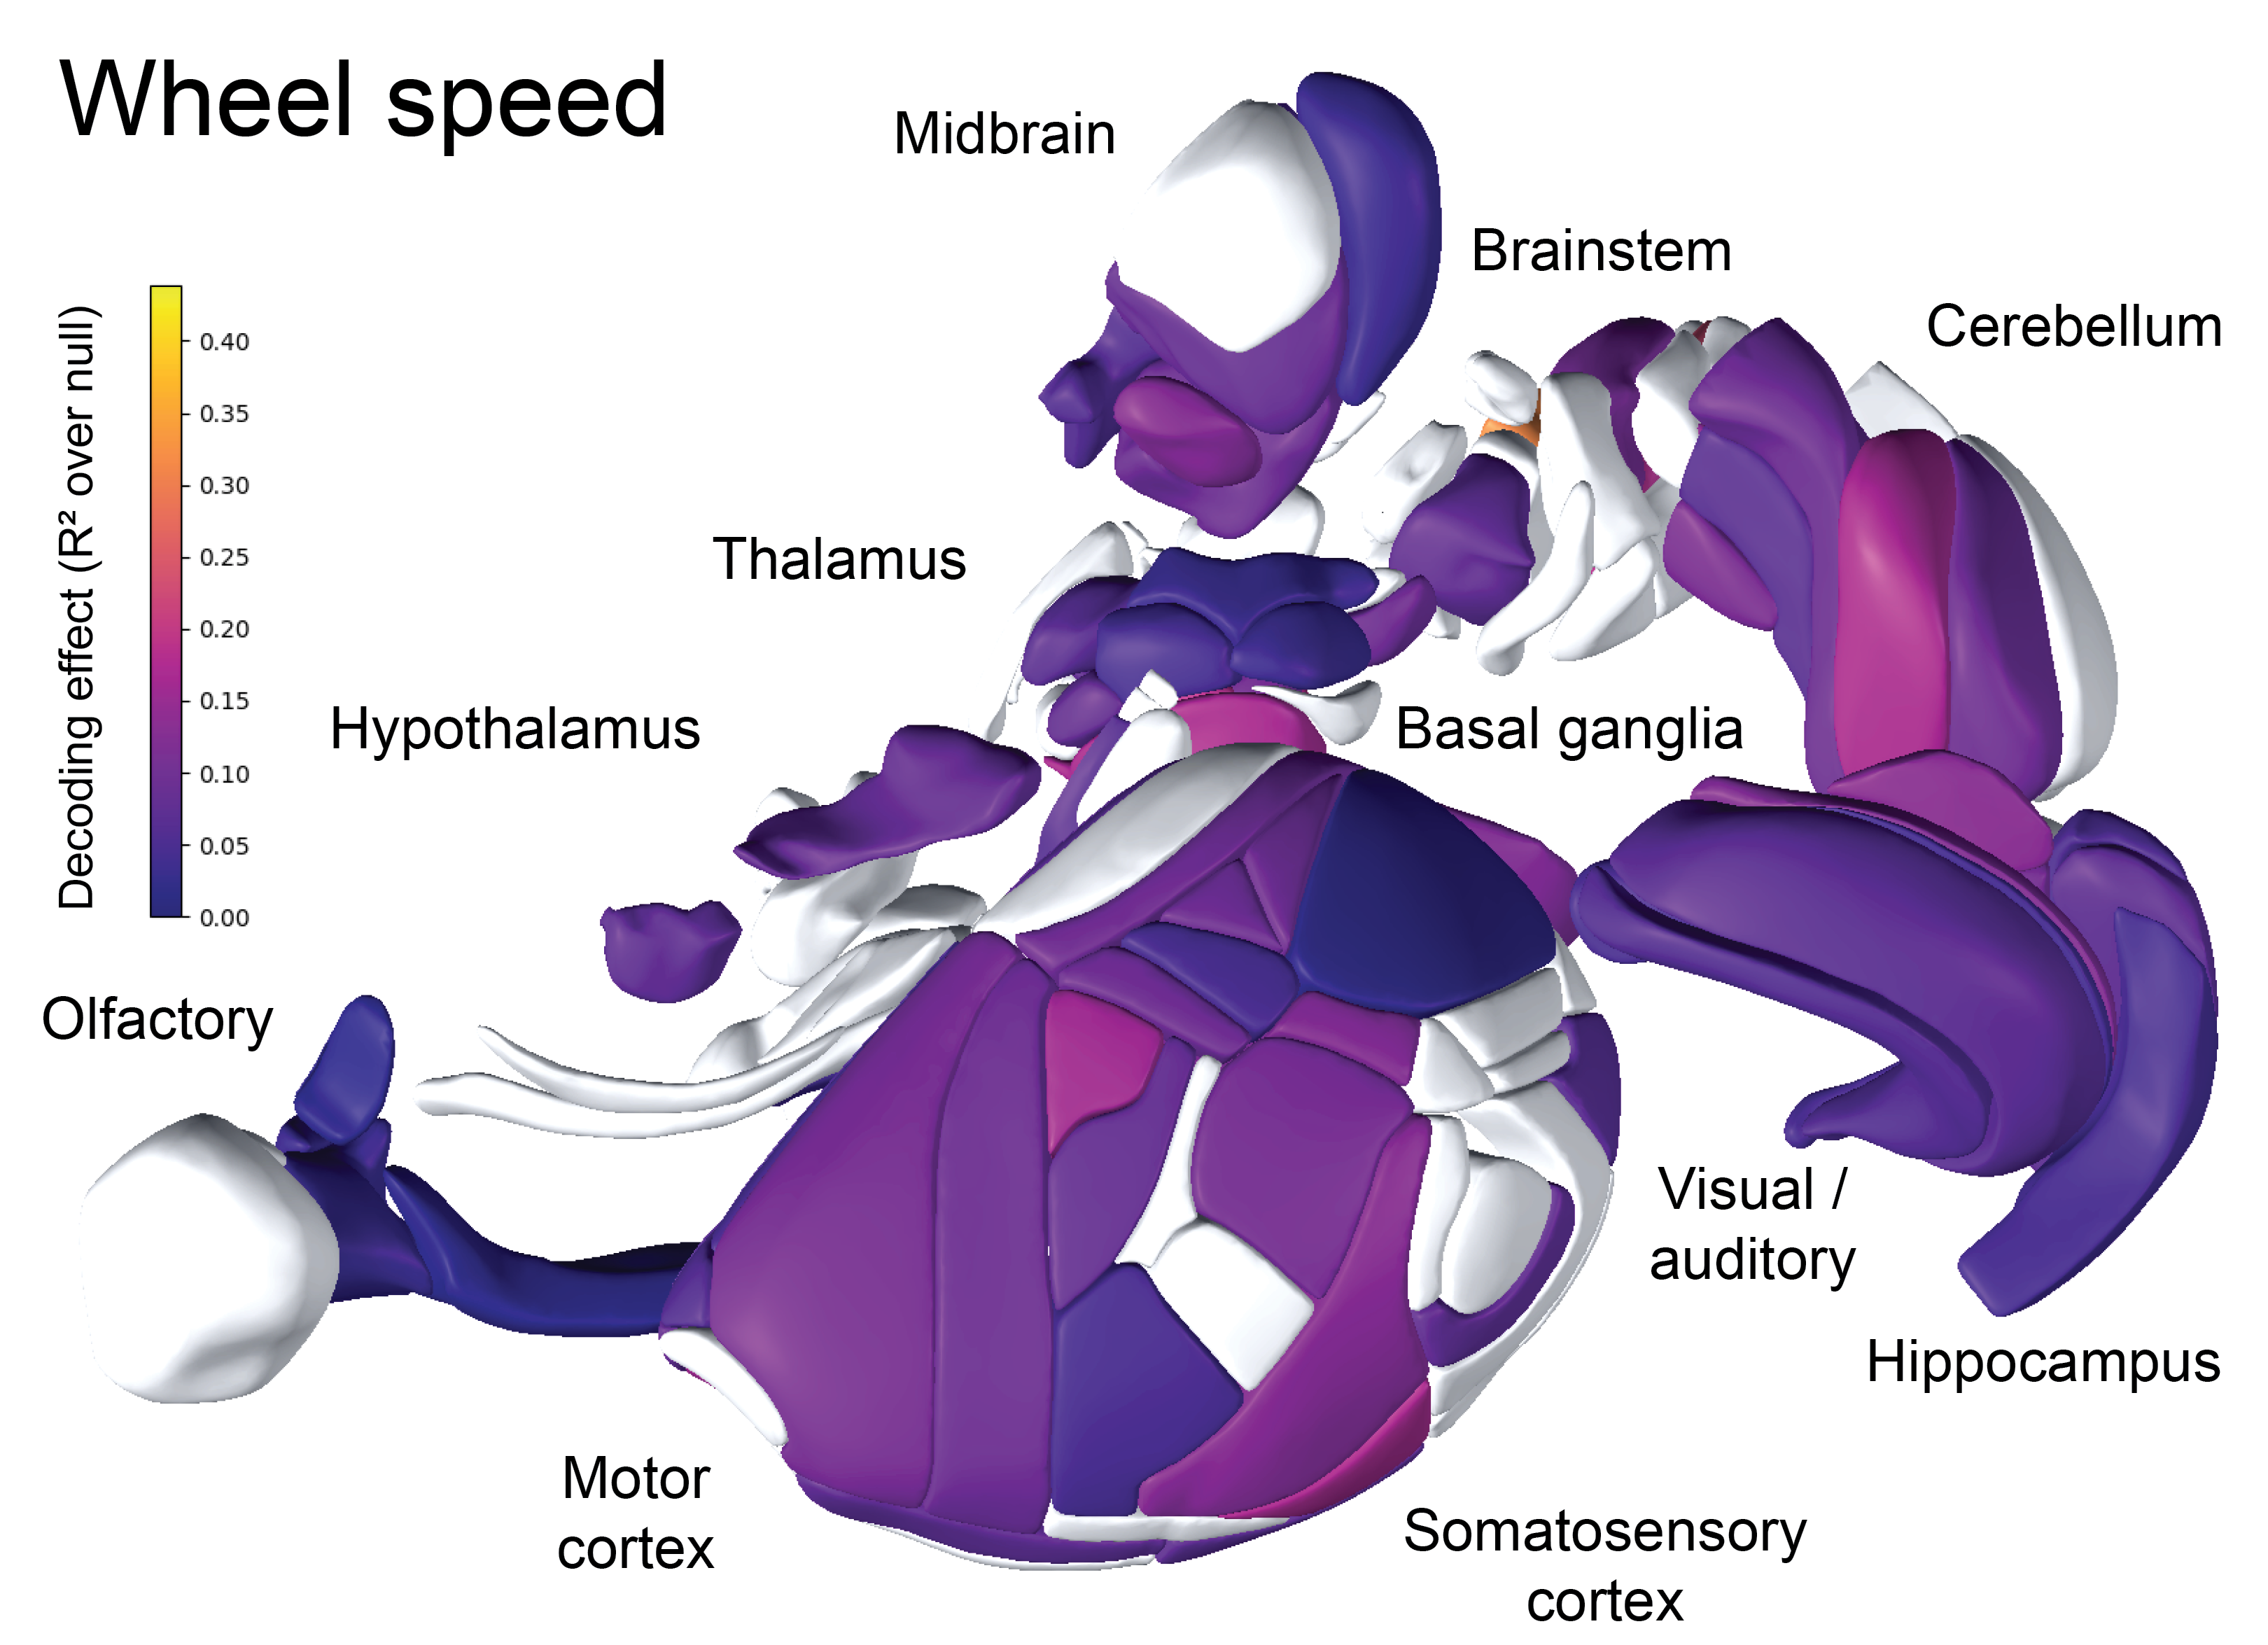 Wheel speed
Midbrain
Brainstem
Cerebellum
Decoding effect (R² over null)
0.40
0.35
0.30
0.25
0.20
0.15
0.10
0.05
0.00
Thalamus
Hypothalamus
Basal ganglia
Olfactory
Visual /
auditory
Hippocampus
Motor
cortex
Somatosensory
cortex